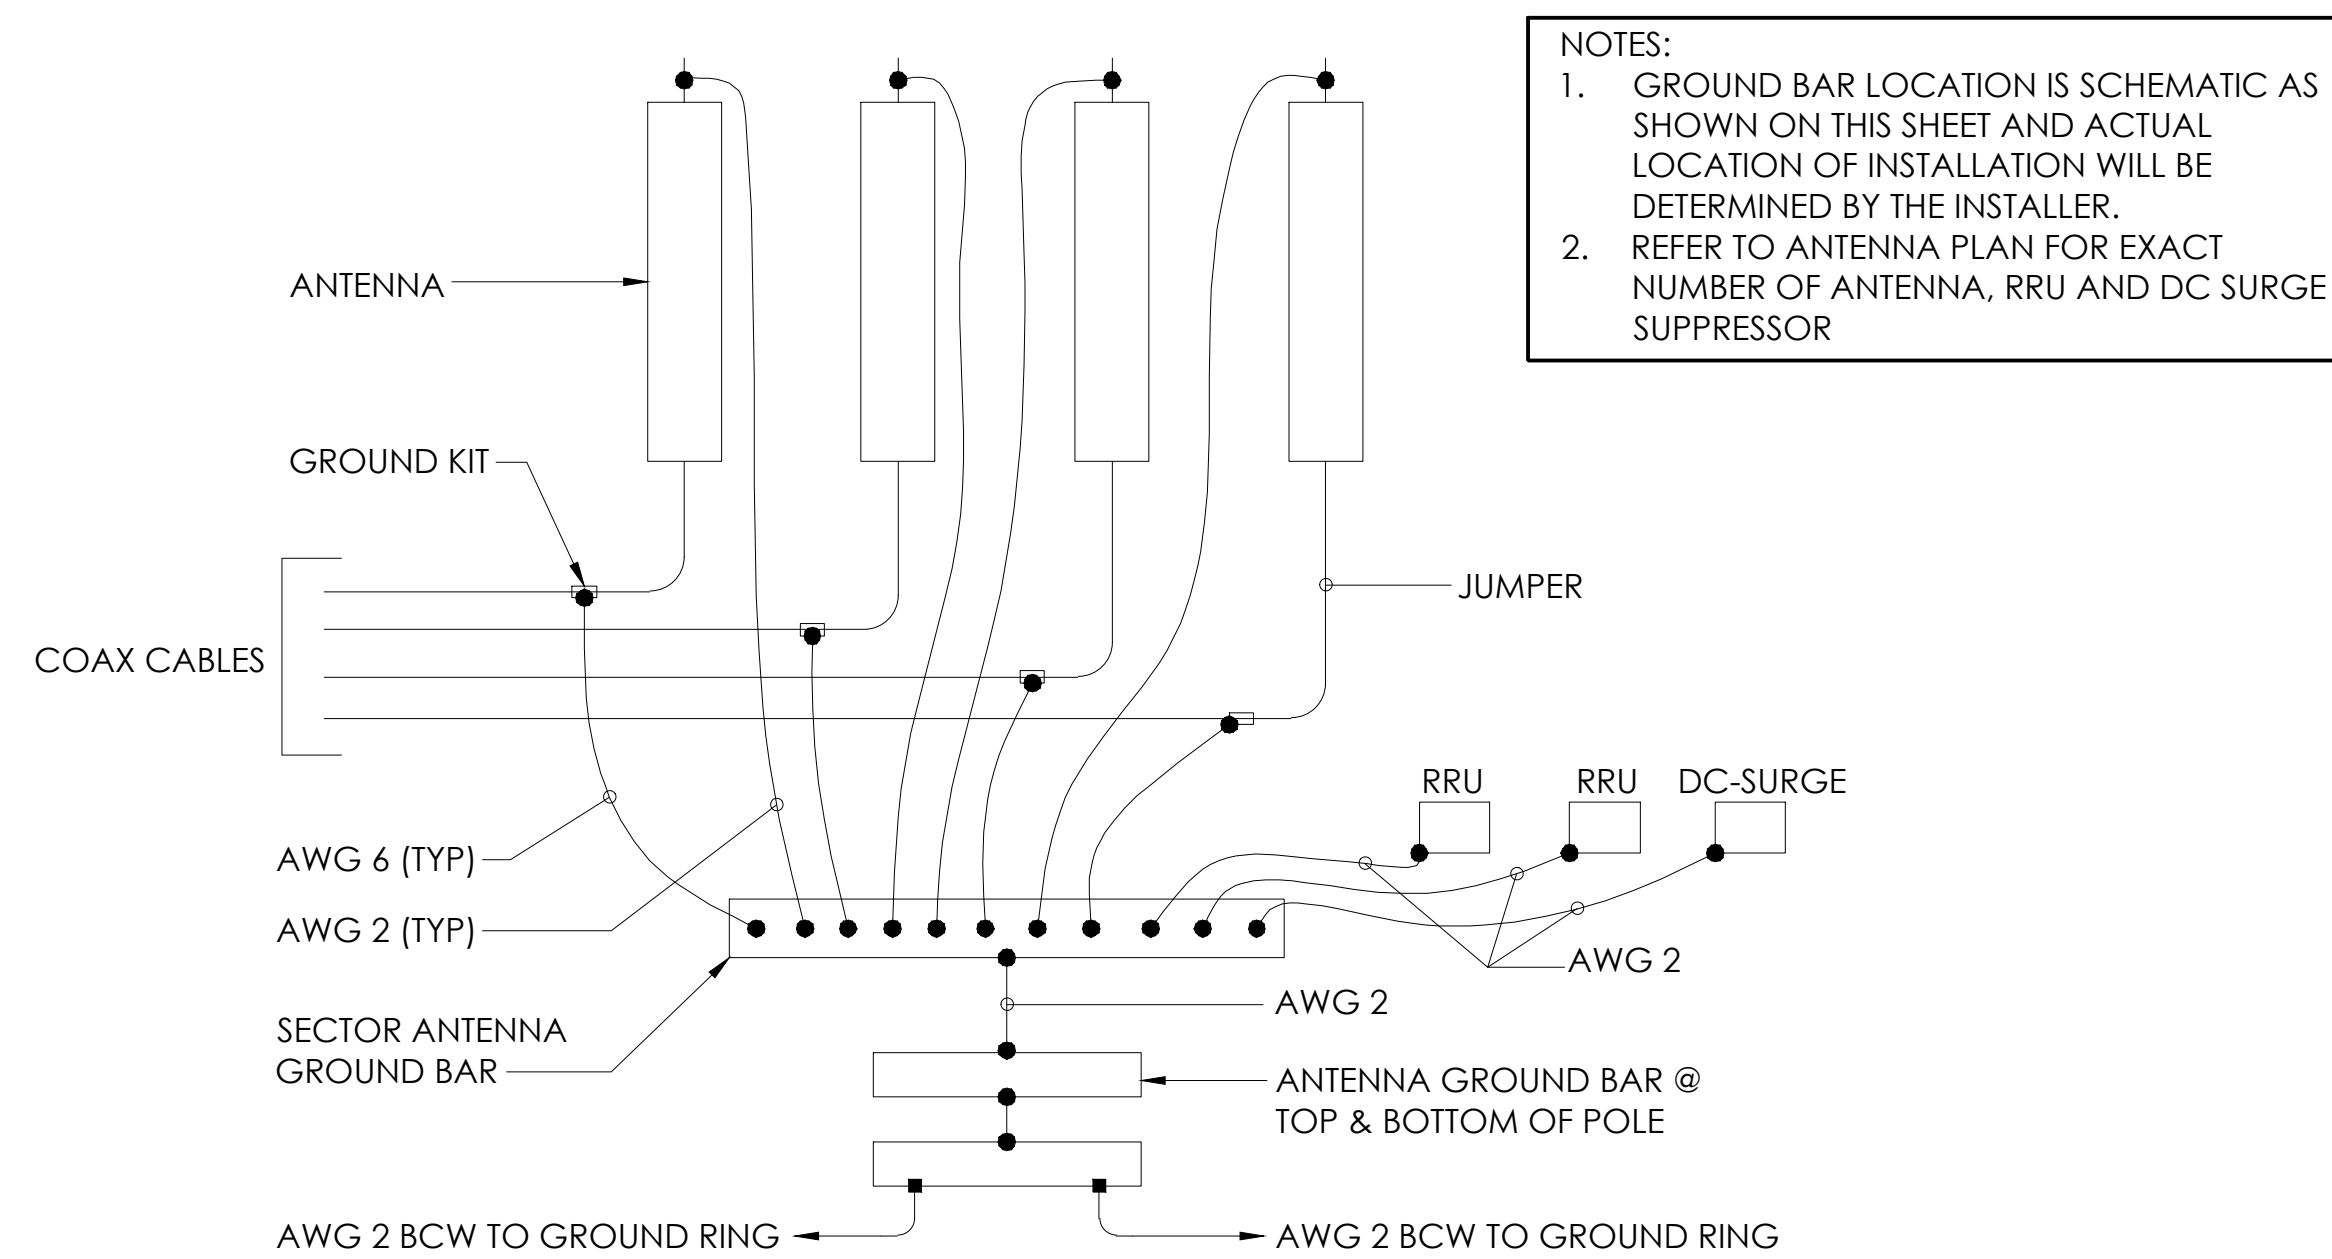 NOTES:
1. GROUND BAR LOCATION IS SCHEMATIC AS
SHOWN ON THIS SHEET AND ACTUAL
LOCATION OF INSTALLATION WILL BE
DETERMINED BY THE INSTALLER.
2. REFER TO ANTENNA PLAN FOR EXACT
NUMBER OF ANTENNA, RRU AND DC SURGE
SUPPRESSOR
ANTENNA
GROUND KIT
JUMPER
COAX CABLES
RRU
RRU
DC-SURGE
AWG 6 (TYP)
AWG 2 (TYP)
AWG 2
AWG 2
SECTOR ANTENNA
GROUND BAR
ANTENNA GROUND BAR @
TOP & BOTTOM OF POLE
AWG 2 BCW TO GROUND RING
AWG 2 BCW TO GROUND RING